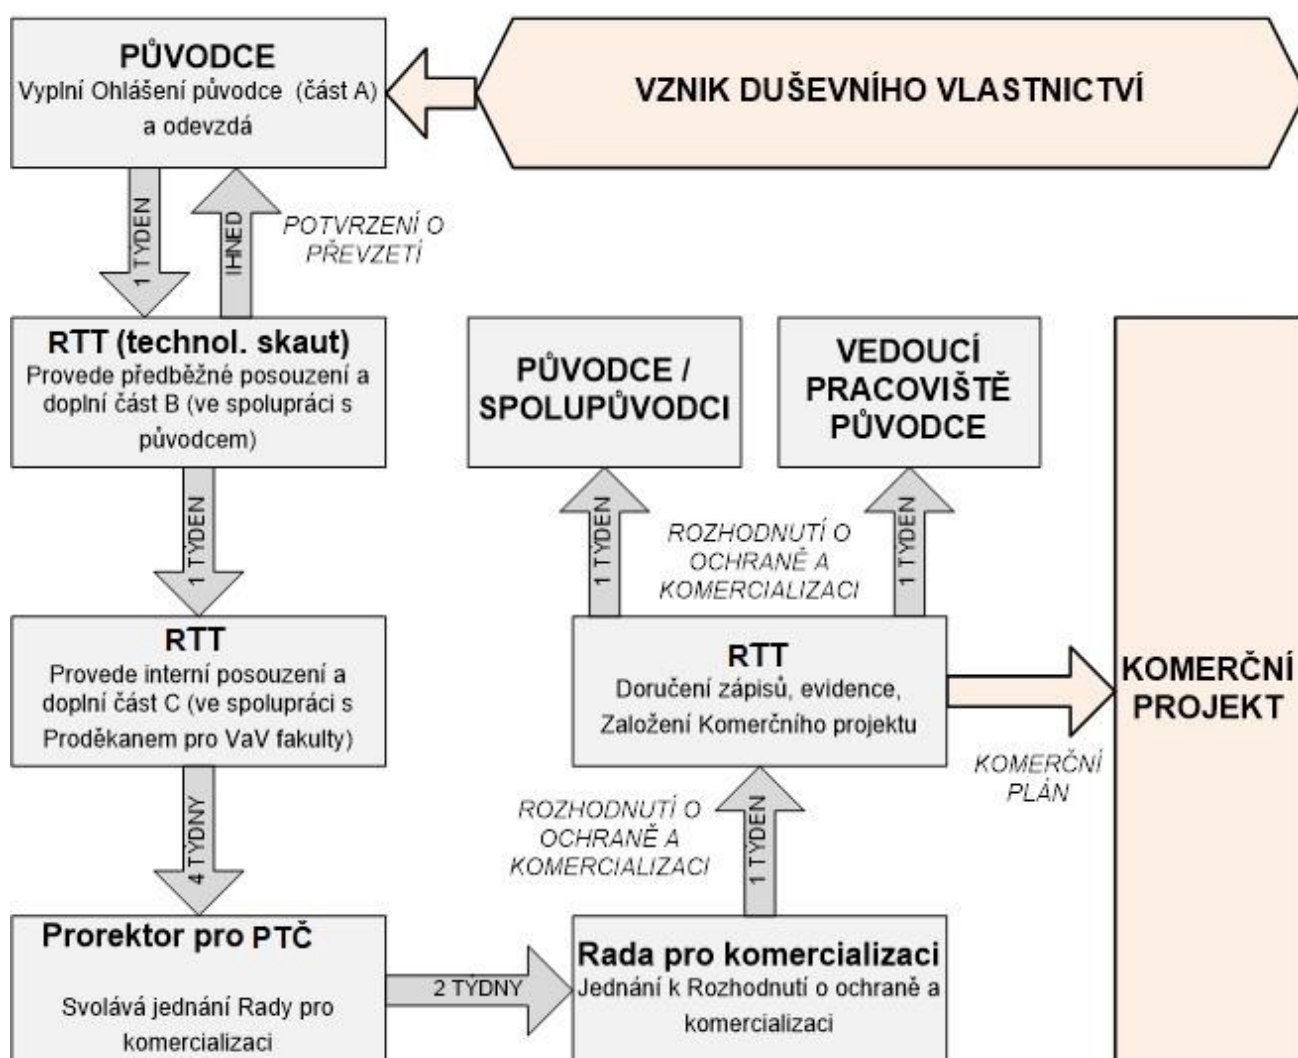 PŮVODCE
Vyplní Ohlášení původce (část A)
a odevzdá
VZNIK DUŠEVNÍHO VLASTNICTVÍ
1 TÝDEN
IHNED
POTVRZENÍ O
PŘEVZETÍ
RTT (technol. skaut)
Provede předběžné posouzení a
doplní část B (ve spolupráci s
původcem)
PŮVODCE /
SPOLUPŮVODCI
VEDOUCÍ
PRACOVIŠTĚ
PŮVODCE
1 TÝDEN
1 TÝDEN
ROZHODNUTÍ O
OCHRANĚ A
KOMERCIALIZACI
1 TÝDEN
RTT
Provede interní posouzení a
doplní část C (ve spolupráci s
Proděkanem pro VaV fakulty)
RTT
Doručení zápisů, evidence,
Založení Komerčního projektu
KOMERČNÍ
PROJEKT
KOMERČNÍ
PLÁN
4 TÝDNY
ROZHODNUTÍ O
OCHRANĚ A
KOMERCIALIZACI
1 TÝDEN
Prorektor pro PTČ
Svolává jednání Rady pro
komercializaci
2 TÝDNY
Rada pro komercializaci
Jednání k Rozhodnutí o ochraně a
komercializaci